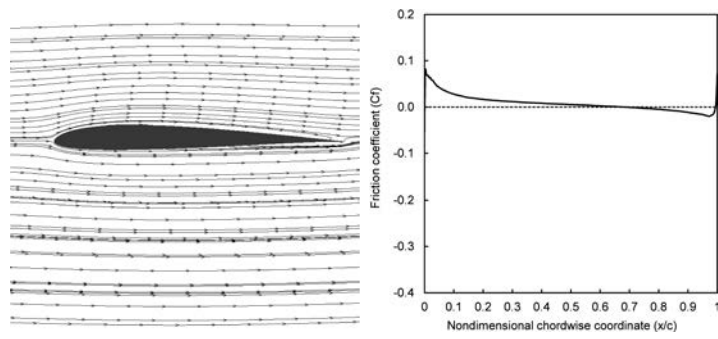 0.2
0.1
0.0
-0.1
-0.2
-0.3
-0.4
Friction coefficient (Cf)
0 0.1 0.2 0.3 0.4 0.5 0.6 0.7 0.8 0.9 1
Nondimensional chordwise coordinate (x/c)